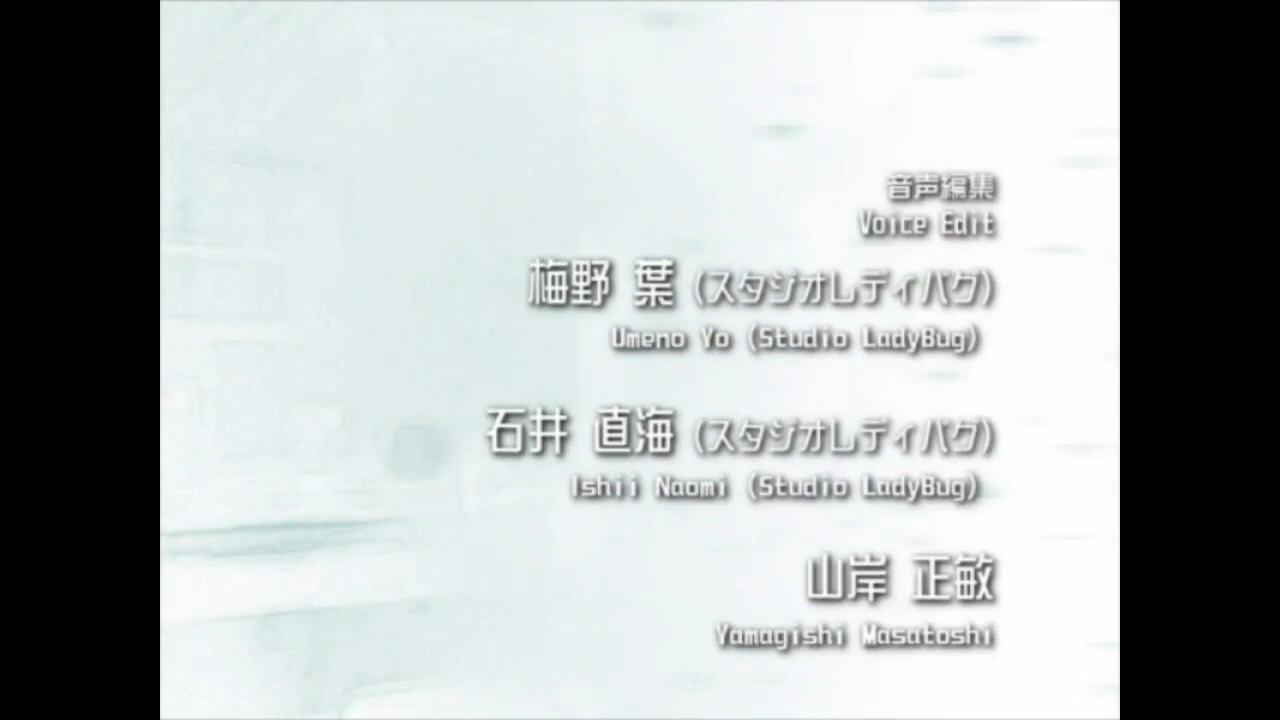 音声編集
Voice Edit
梅野 葉 (スタジオレディバグ)
Umeno Yo (Studio LadyBug)
石井 直海 (スタジオレディバグ)
Ishii Naomi (Studio LadyBug)
山岸 正敏
Yamagishi Masatoshi